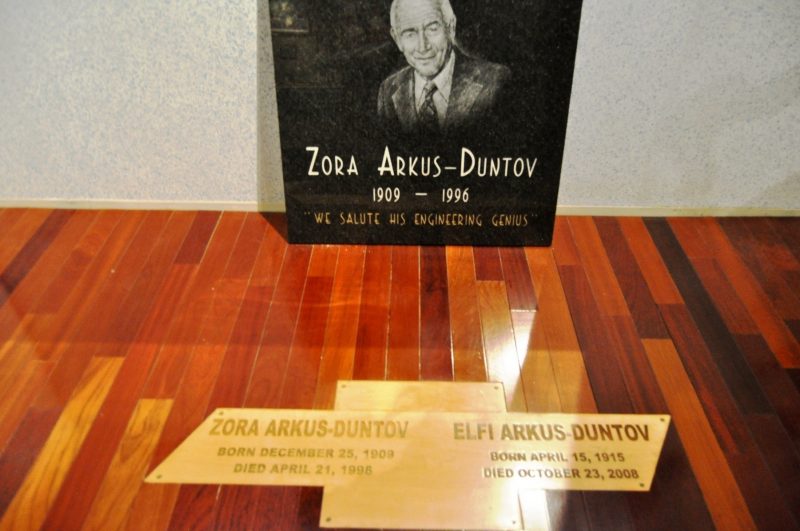 ZORA ARKUS-DUNTOV
1909 - 1996
"WE SALUTE HIS ENGINEERING GENIUS"
ZORA ARKUS-DUNTOV
BORN DECEMBER 25, 1909
DIED APRIL 21, 1996
ELFI ARKUS-DUNTOV
BORN APRIL 15, 1915
DIED OCTOBER 23, 2008